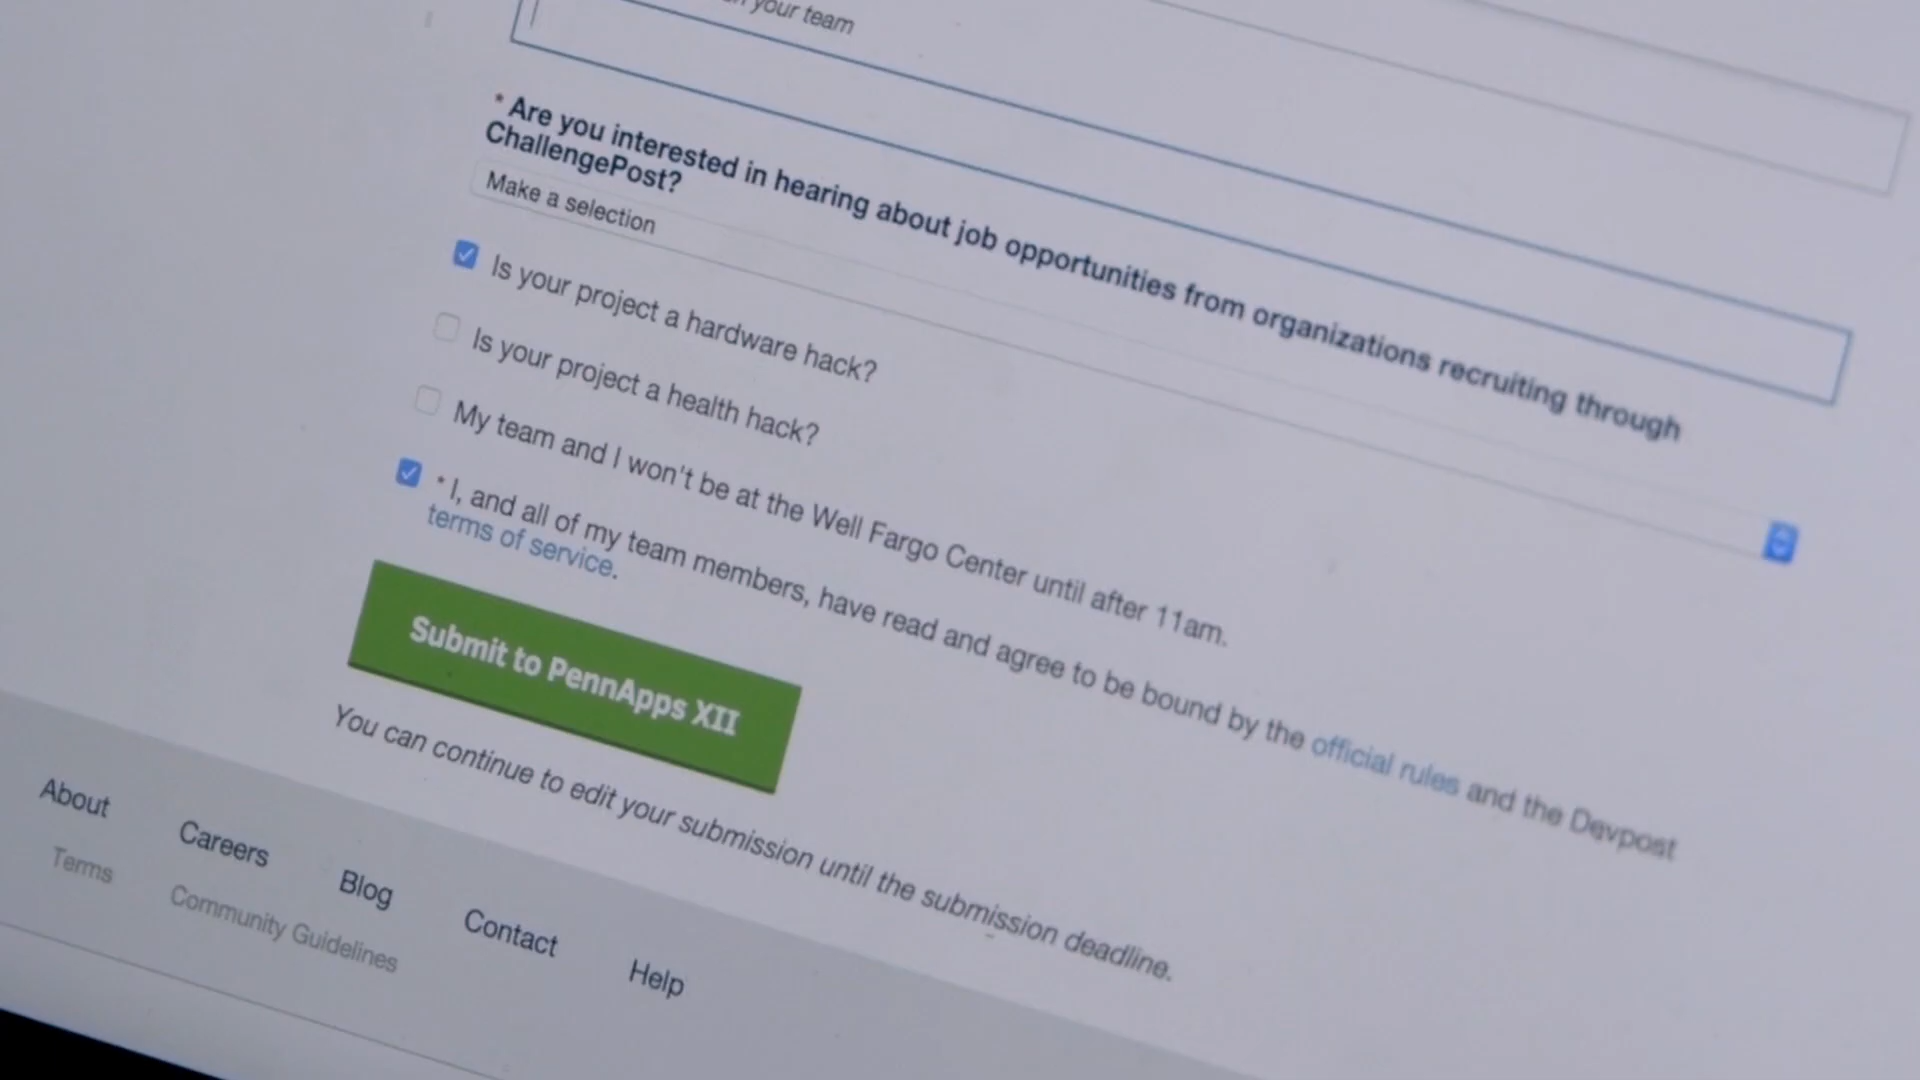 your team
* Are you interested in hearing about job opportunities from organizations recruiting through
ChallengePost?
Make a selection
Is your project a hardware hack?
Is your project a health hack?
My team and I won't be at the Well Fargo Center until after 11am.
* I, and all of my team members, have read and agree to be bound by the official rules and the Devpost
terms of service.
Submit to PennApps XII
You can continue to edit your submission until the submission deadline.
About Careers Blog Contact Help
Terms Community Guidelines